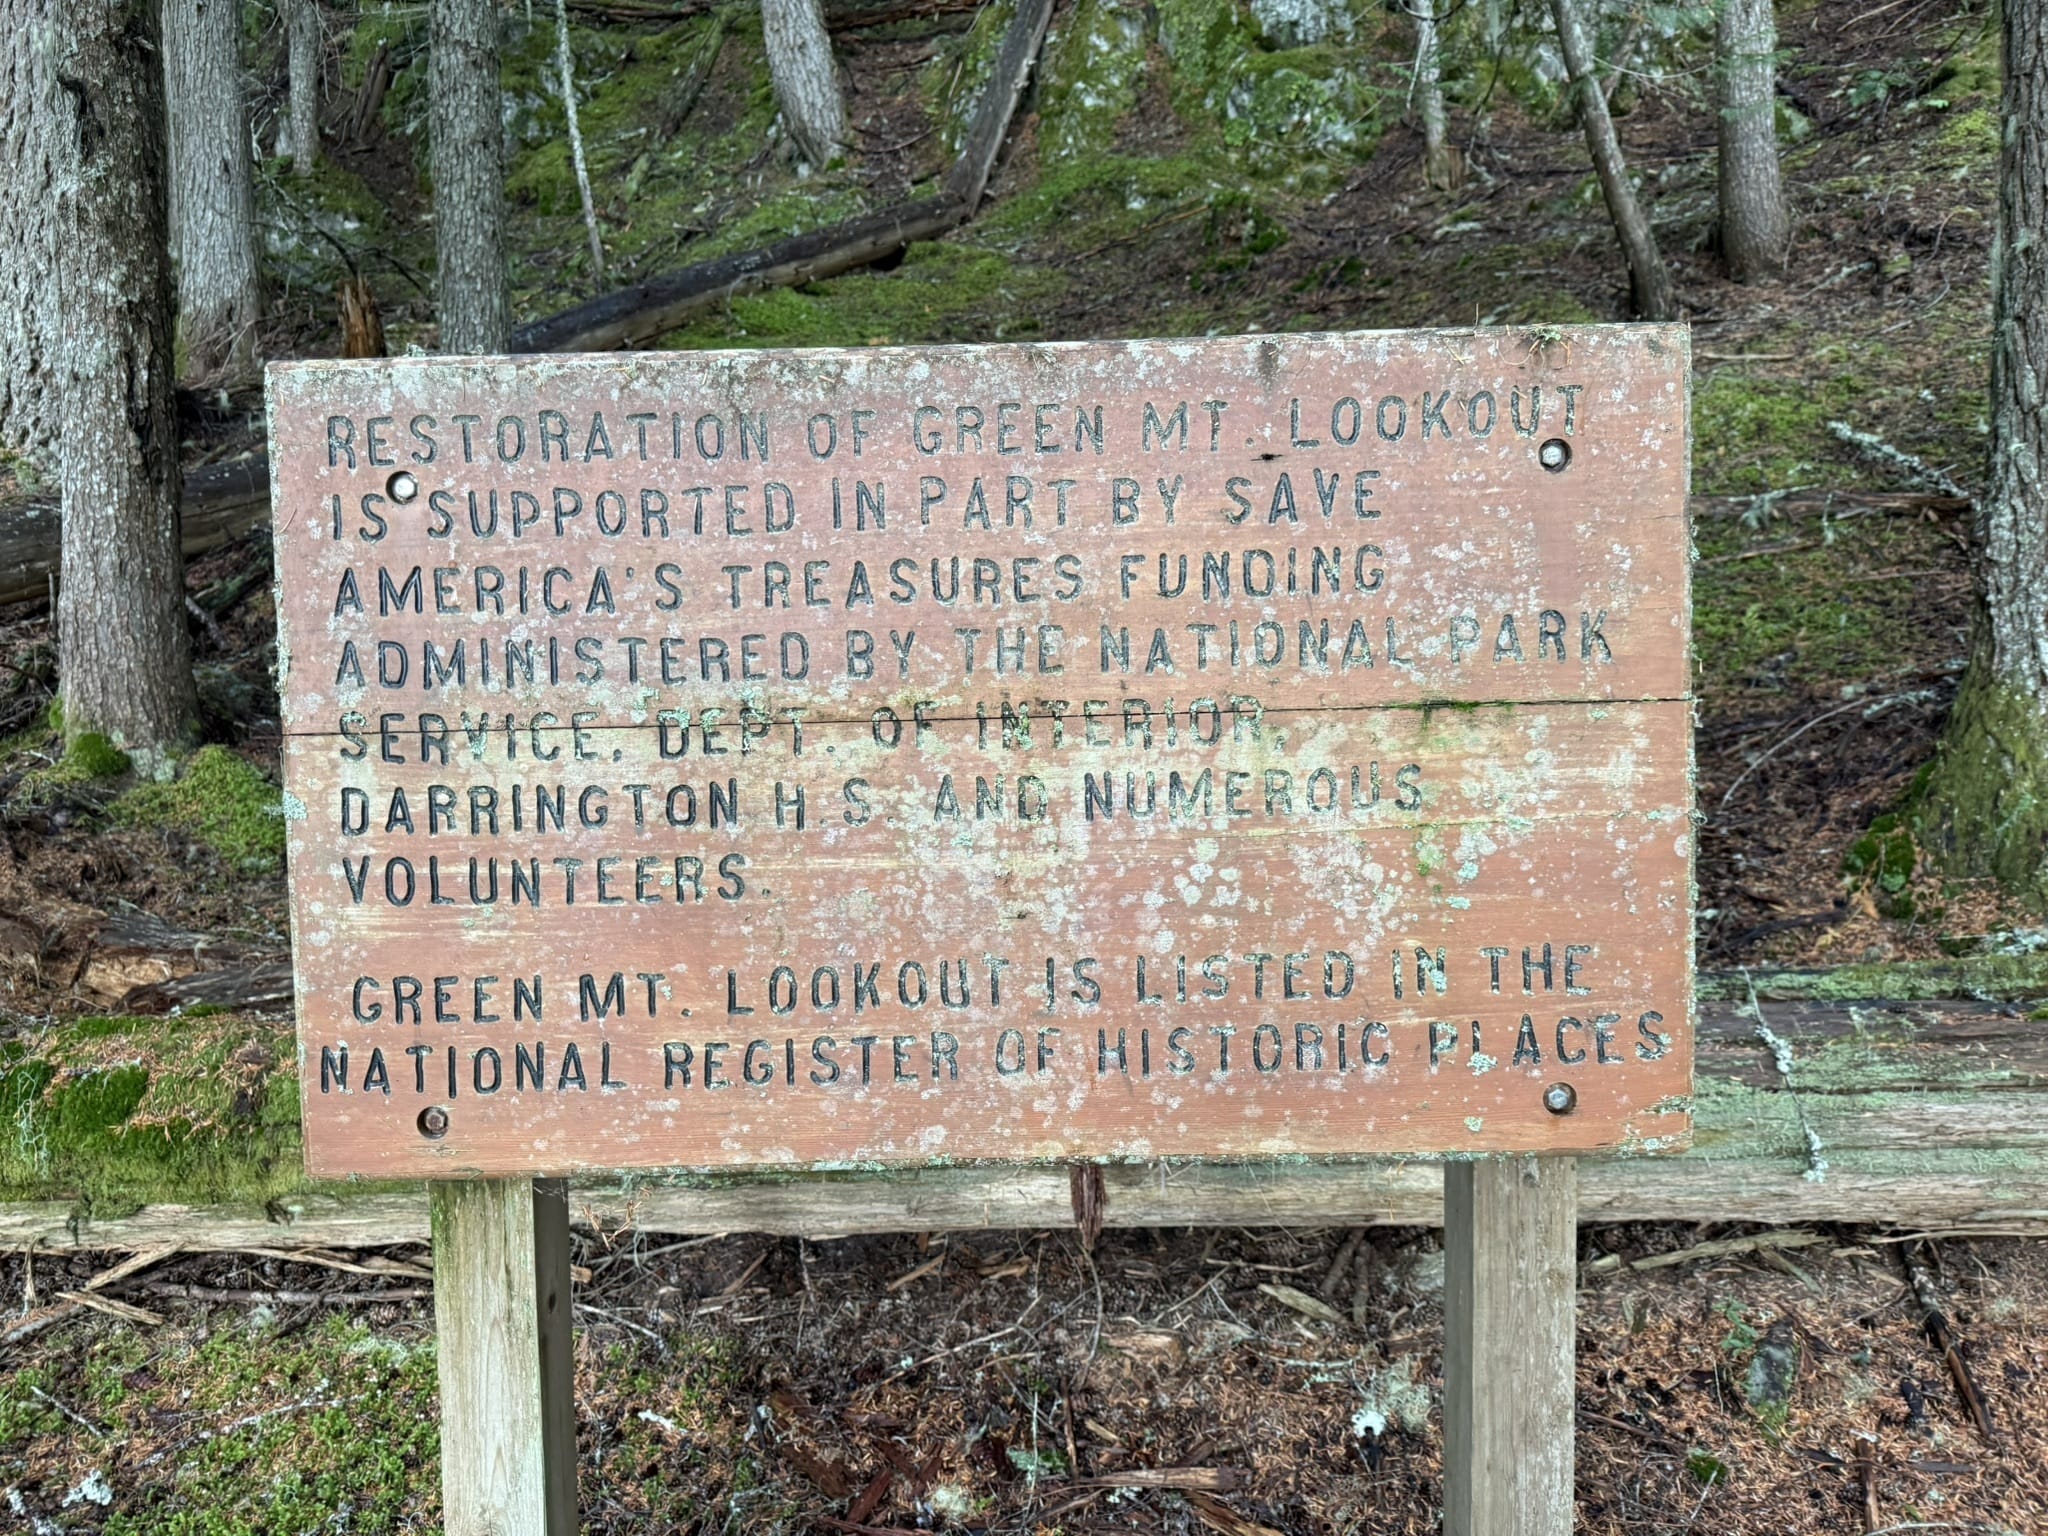 RESTORATION OF GREEN MT. LOOKOUT
IS SUPPORTED IN PART BY SAVE
AMERICA'S TREASURES FUNDING
ADMINISTERED BY THE NATIONAL PARK
SERVICE, DEPT. OF INTERIOR,
DARRINGTON H.S. AND NUMEROUS
VOLUNTEERS.
GREEN MT. LOOKOUT IS LISTED IN THE
NATIONAL REGISTER OF HISTORIC PLACES